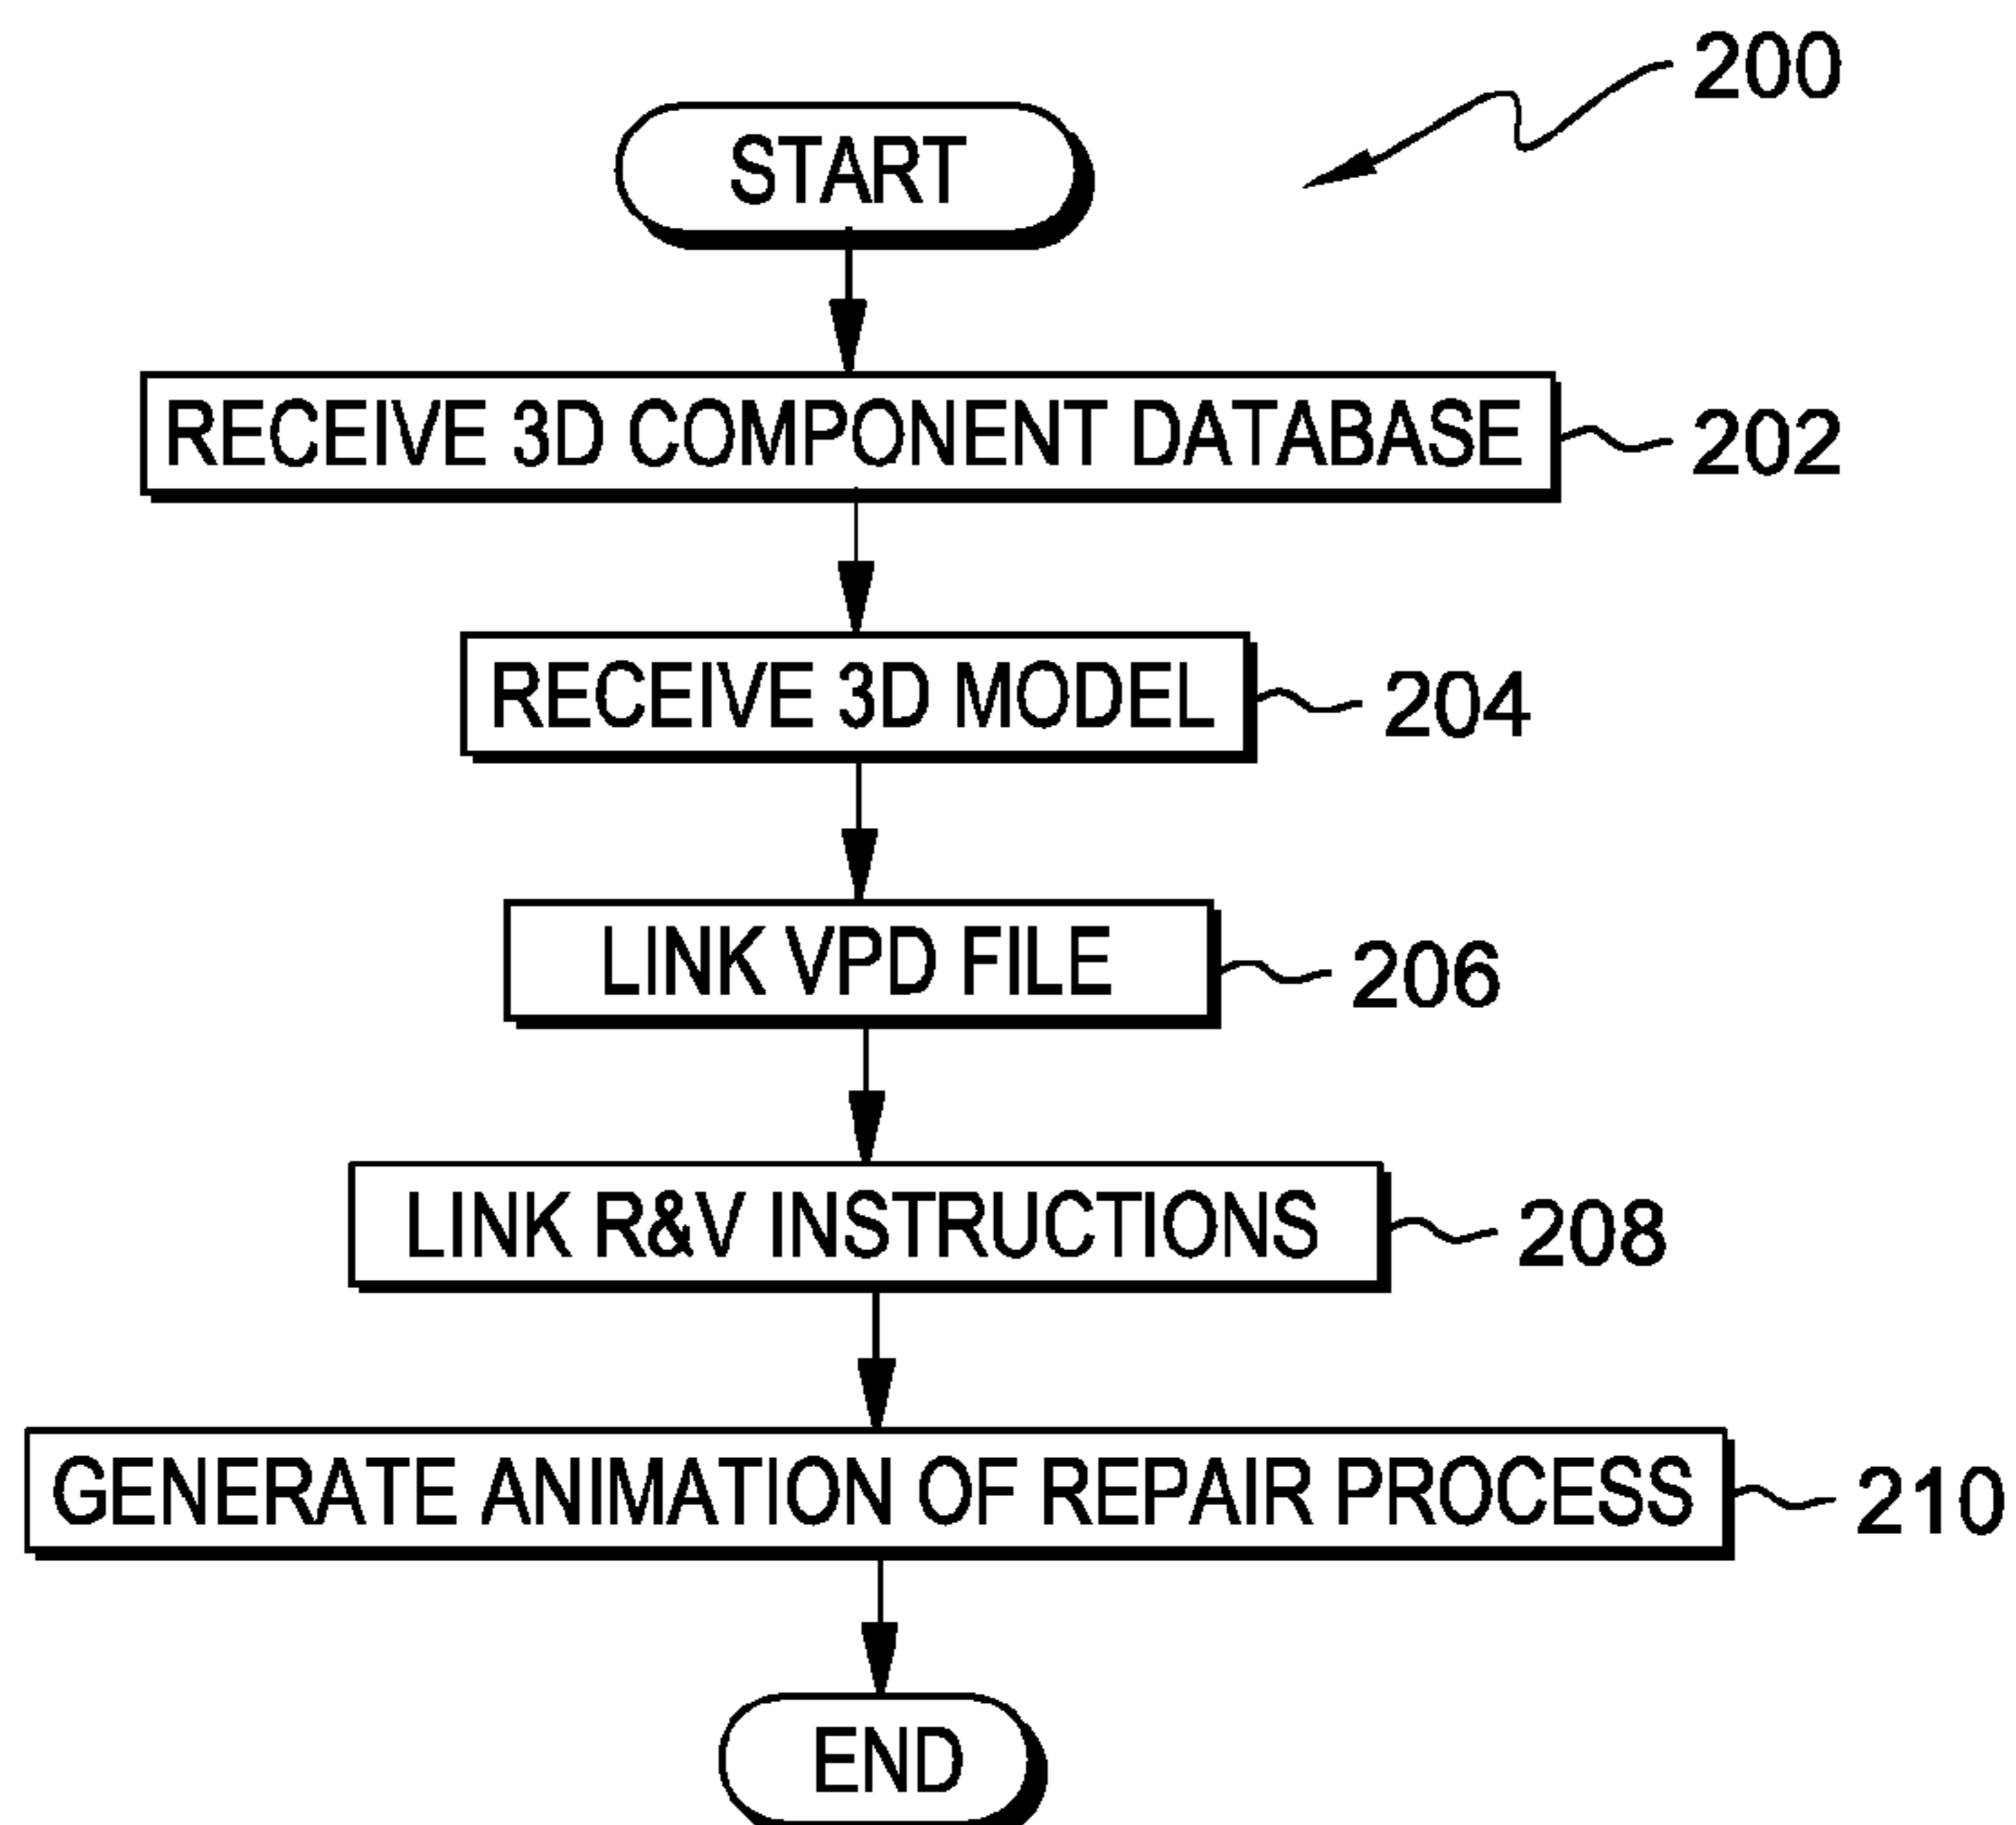 200
START
RECEIVE 3D COMPONENT DATABASE 202
RECEIVE 3D MODEL 204
LINK VPD FILE 206
LINK R&V INSTRUCTIONS 208
GENERATE ANIMATION OF REPAIR PROCESS 210
END